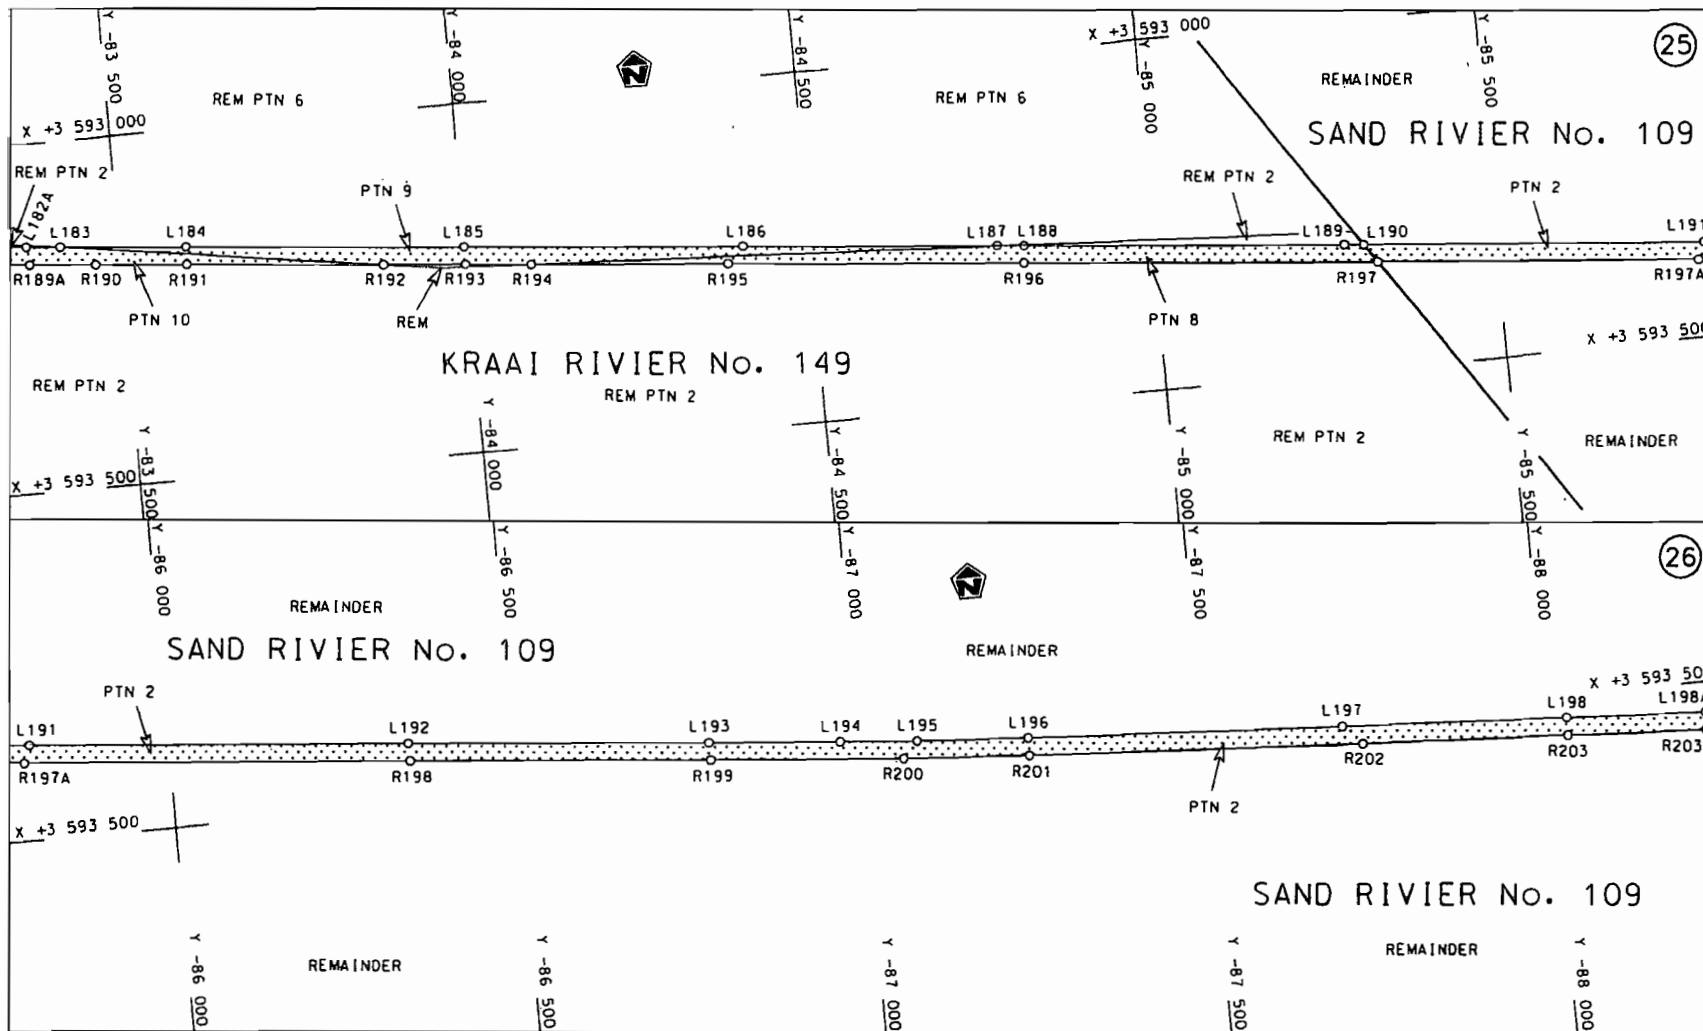 Y -83 500
Y -84 000
Y -84 500
X +3 593 000
Y -85 000
Y -85 500
25
REM PTN 6
REM PTN 6
REMAINDER
X +3 593 000
SAND RIVIER No. 109
REM PTN 2
L182A
PTN 9
REM PTN 2
PTN 2
L183
L184
L185
L186
L187
L188
L189
L190
L191
R189A
R190
R191
R192
R193
R194
R195
R196
R197
R197A
PTN 10
REM
PTN 8
X +3 593 500
KRAAI RIVIER No. 149
REM PTN 2
REM PTN 2
REM PTN 2
REMAINDER
X +3 593 500
Y -83 500
Y -84 000
Y -84 500
Y -85 000
Y -85 500
Y -86 000
Y -86 500
Y -87 000
Y -87 500
Y -88 000
26
N
N
REMAINDER
SAND RIVIER No. 109
REMAINDER
PTN 2
X +3 593 50
L191
L192
L193
L194
L195
L196
L197
L198
L198A
R197A
R198
R199
R200
R201
R202
R203
R203
PTN 2
X +3 593 500
SAND RIVIER No. 109
REMAINDER
REMAINDER
Y -86 000
Y -86 500
Y -87 000
Y -87 500
Y -88 000